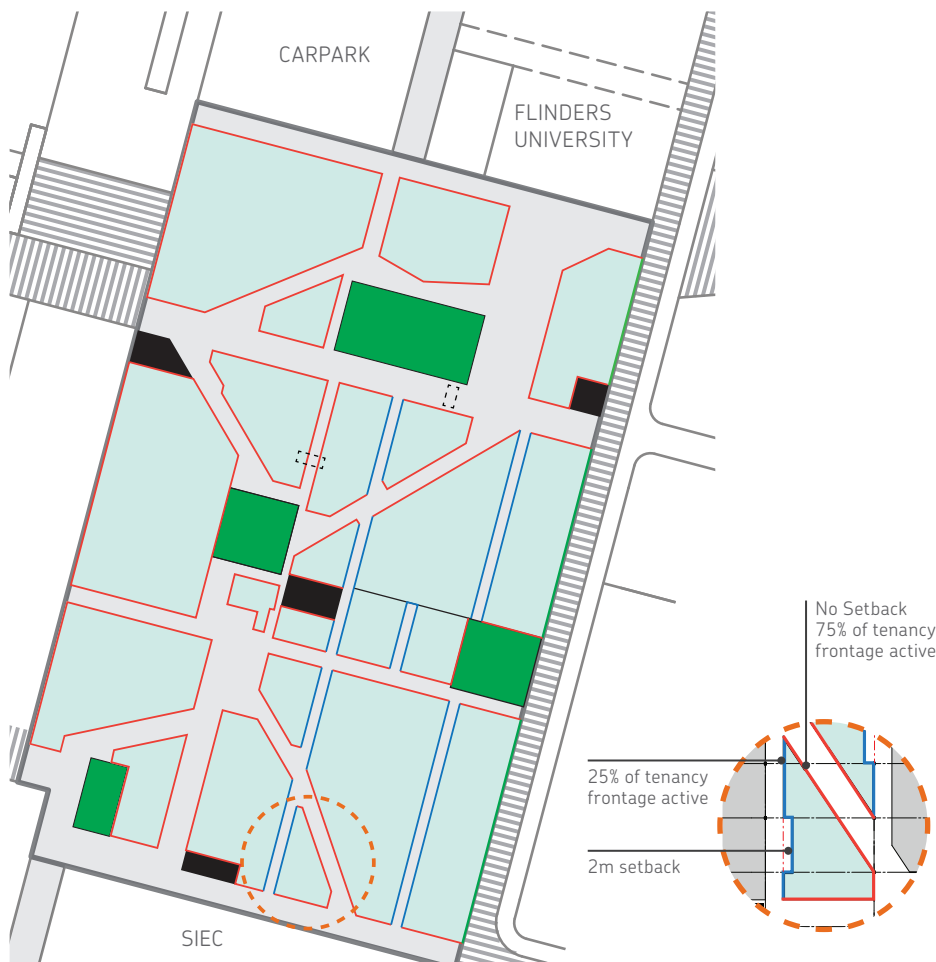 CARPARK
FLINDERS
UNIVERSITY
No Setback
75% of tenancy
frontage active
25% of tenancy
frontage active
2m setback
SIEC